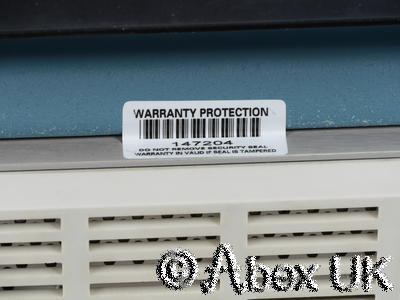 WARRANTY PROTECTION
147204
DO NOT REMOVE SECURITY SEAL
WARRANTY IN VALID IF SEAL IS TAMPERED
© Abex UK